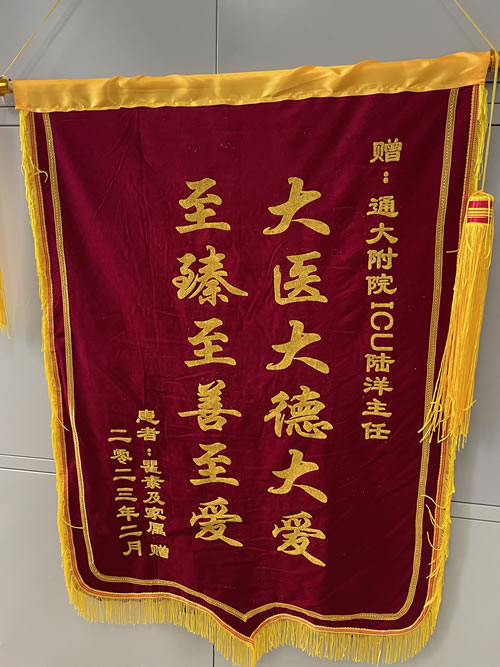 赠：通大附院ICU陆洋主任
大医大德大爱
至臻至善至爱
患者：瞿素及家属 赠
二零二三年二月